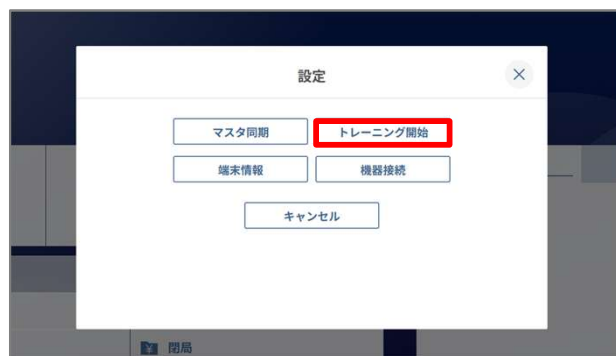 設定
マスタ同期 トレーニング開始
端末情報 機器接続
キャンセル
閉局